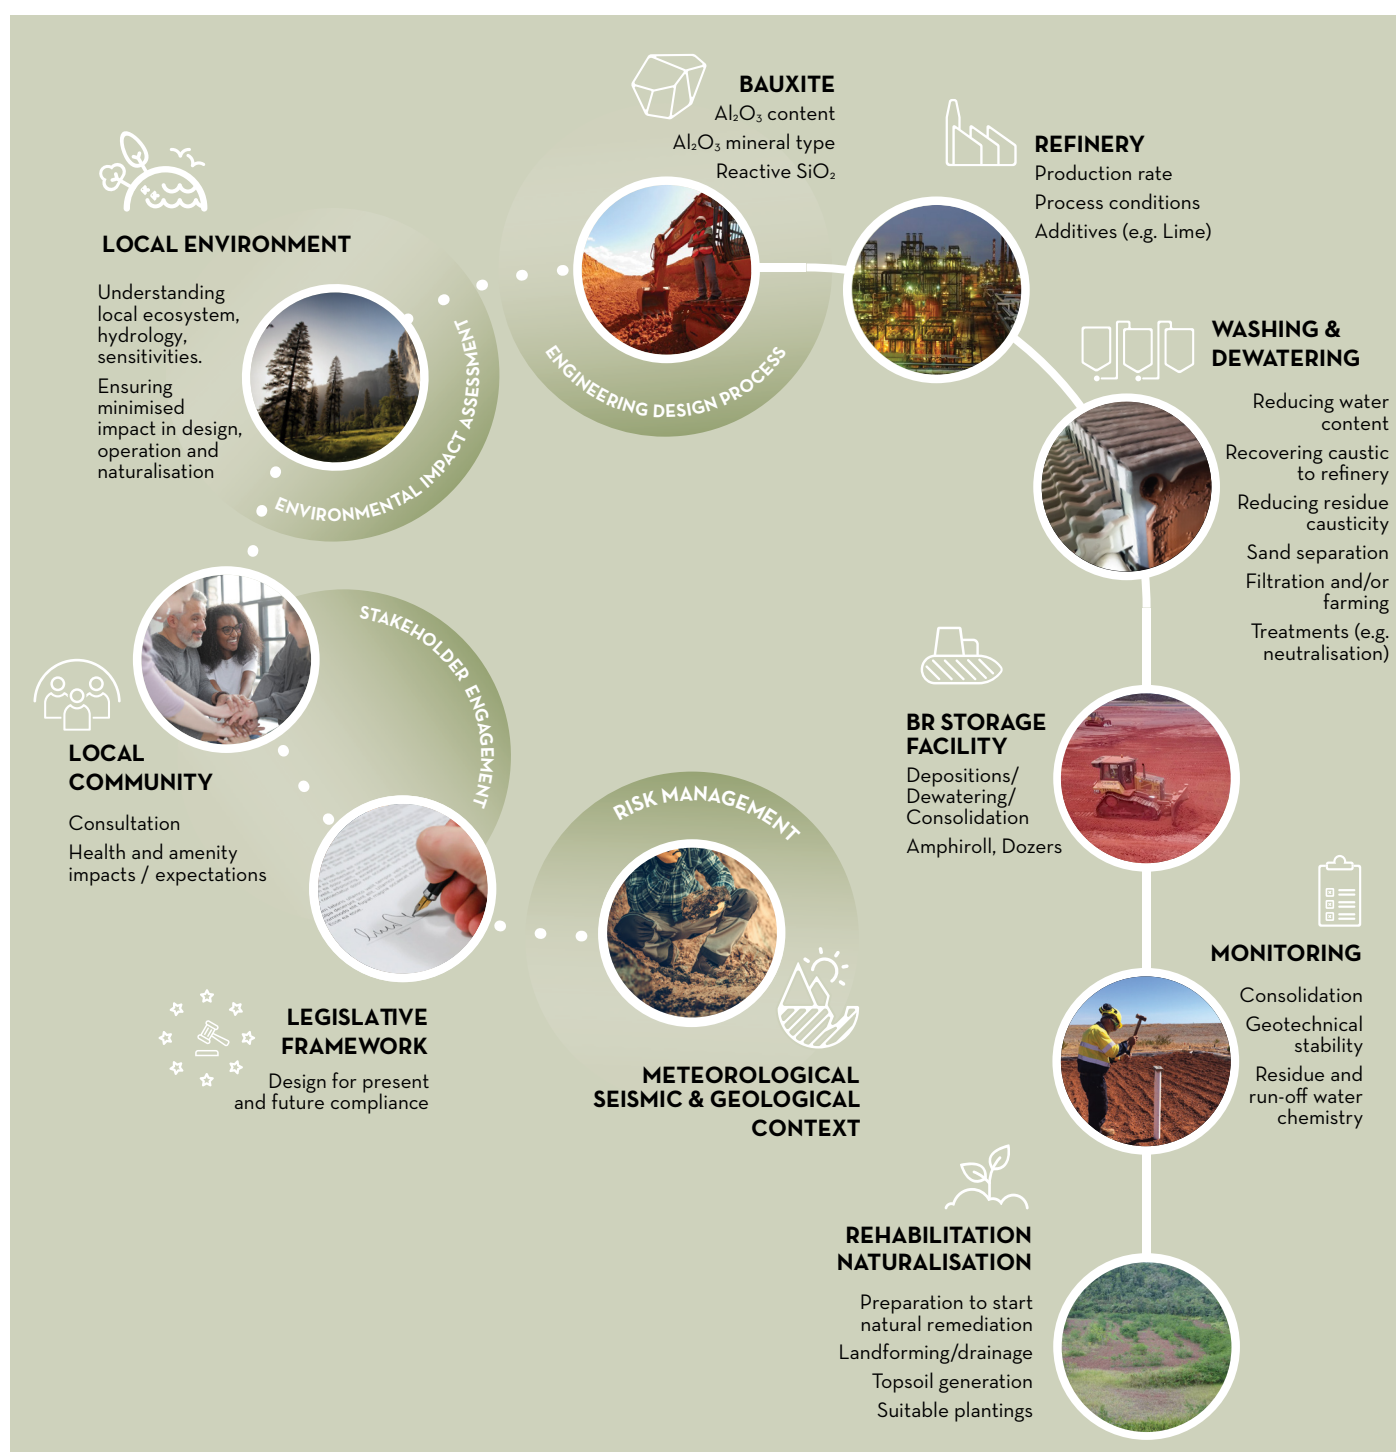 BAUXITE
Al₂O₃ content
Al₂O₃ mineral type
Reactive SiO₂
REFINERY
Production rate
Process conditions
Additives (e.g. Lime)
LOCAL ENVIRONMENT
Understanding
local ecosystem,
hydrology,
sensitivities.
Ensuring
minimised
impact in design,
operation and
naturalisation
ENVIRONMENTAL IMPACT ASSESSMENT
ENGINEERING DESIGN PROCESS
WASHING &
DEWATERING
Reducing water
content
Recovering caustic
to refinery
Reducing residue
causticity
Sand separation
Filtration and/or
farming
Treatments (e.g.
neutralisation)
STAKEHOLDER ENGAGEMENT
LOCAL
COMMUNITY
Consultation
Health and amenity
impacts / expectations
BR STORAGE
FACILITY
Depositions/
Dewatering/
Consolidation
Amphiroll, Dozers
RISK MANAGEMENT
MONITORING
Consolidation
Geotechnical
stability
Residue and
run-off water
chemistry
LEGISLATIVE
FRAMEWORK
Design for present
and future compliance
METEOROLOGICAL
SEISMIC & GEOLOGICAL
CONTEXT
REHABILITATION
NATURALISATION
Preparation to start
natural remediation
Landforming/drainage
Topsoil generation
Suitable plantings